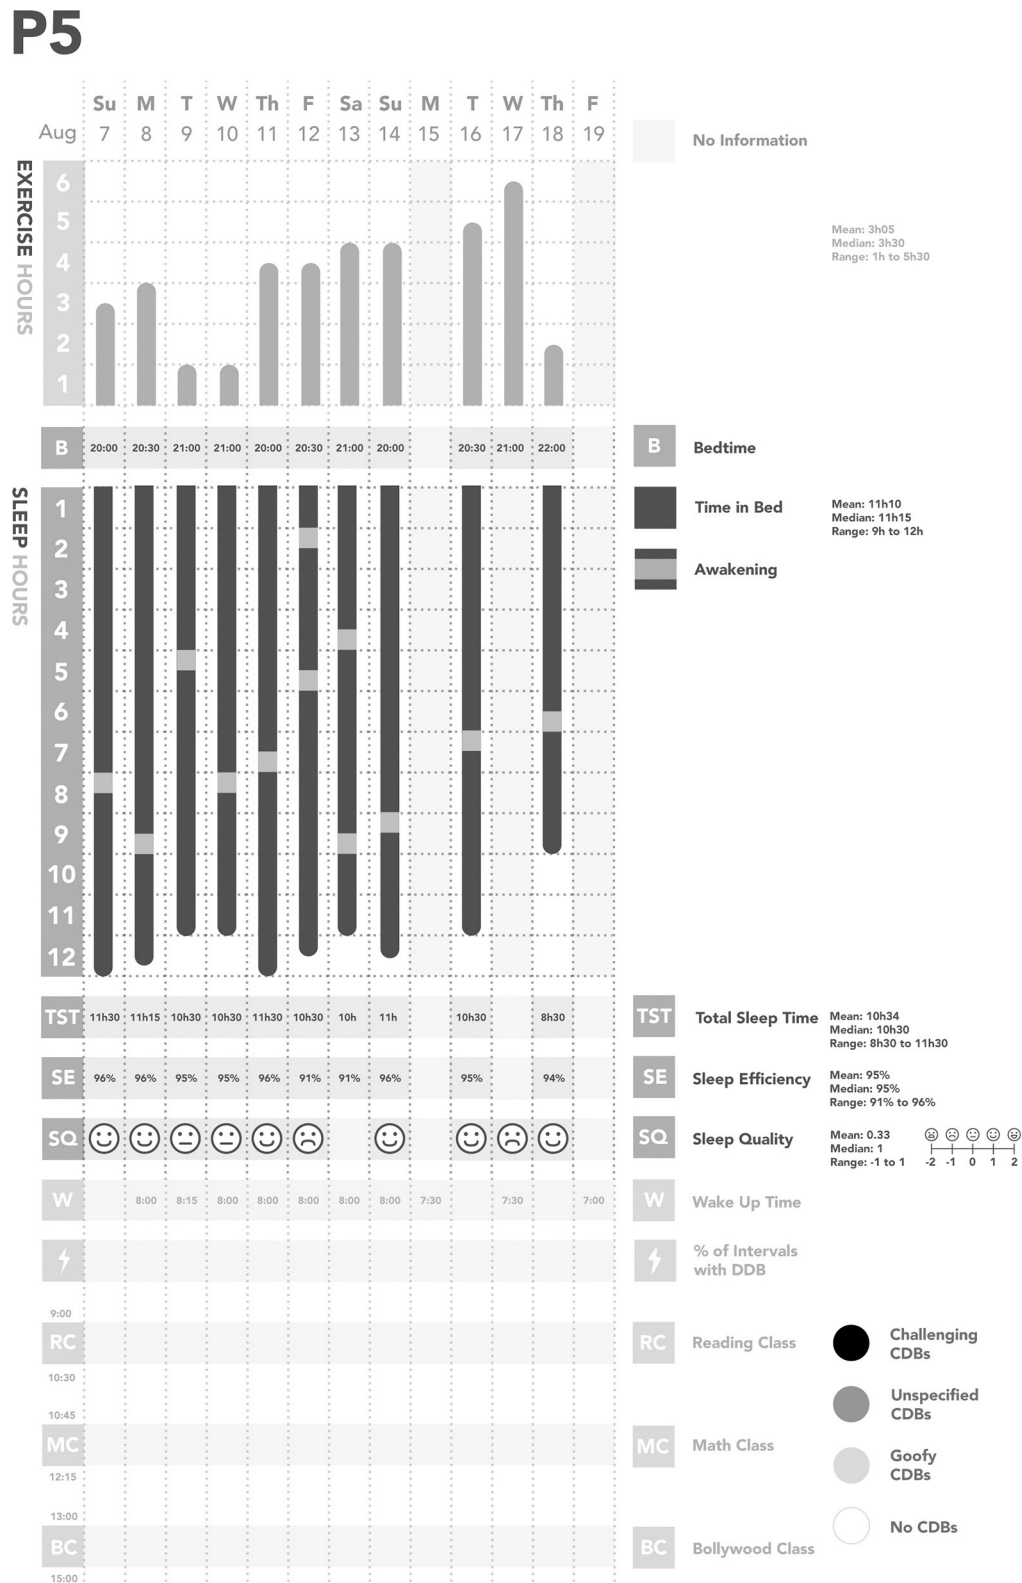 P5
Su M T W Th F Sa Su M T W Th F
Aug 7 8 9 10 11 12 13 14 15 16 17 18 19
No Information
EXERCISE HOURS
6
5
4
3
2
1
Mean: 3h05
Median: 3h30
Range: 1h to 5h30
B 20:00 20:30 21:00 21:00 20:00 20:30 21:00 20:00 20:30 21:00 22:00
B Bedtime
SLEEP HOURS
1
2
3
4
5
6
7
8
9
10
11
12
Time in Bed
Mean: 11h10
Median: 11h15
Range: 9h to 12h
Awakening
TST 11h30 11h15 10h30 10h30 11h30 10h30 10h 11h 10h30 8h30
TST Total Sleep Time
Mean: 10h34
Median: 10h30
Range: 8h30 to 11h30
SE 96% 96% 95% 95% 96% 91% 91% 96% 95% 94%
SE Sleep Efficiency
Mean: 95%
Median: 95%
Range: 91% to 96%
SQ
SQ Sleep Quality
Mean: 0.33
Median: 1
Range: -1 to 1
-2 -1 0 1 2
W 8:00 8:15 8:00 8:00 8:00 8:00 8:00 7:30 7:30 7:00
W Wake Up Time
% of Intervals
with DDB
9:00
RC
10:30
RC Reading Class
10:45
MC
12:15
MC Math Class
13:00
BC
15:00
BC Bollywood Class
Challenging
CDBs
Unspecified
CDBs
Goofy
CDBs
No CDBs